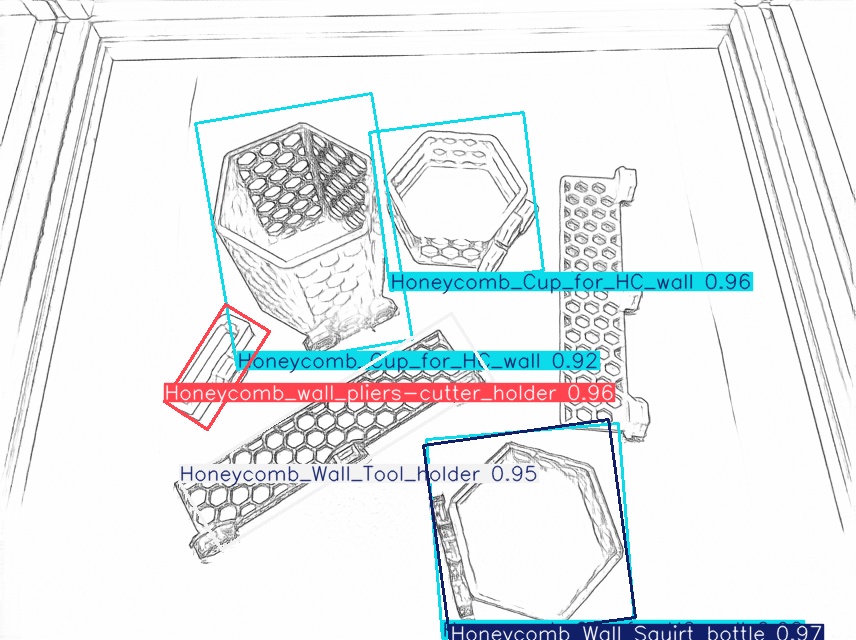 Honeycomb_Cup_for_HC_wall 0.96
Honeycomb_Cup_for_HC_wall 0.92
Honeycomb_wall_pliers-cutter_holder 0.96
Honeycomb_Wall_Tool_holder 0.95
Honeycomb_Wall_Squirt_bottle 0.97